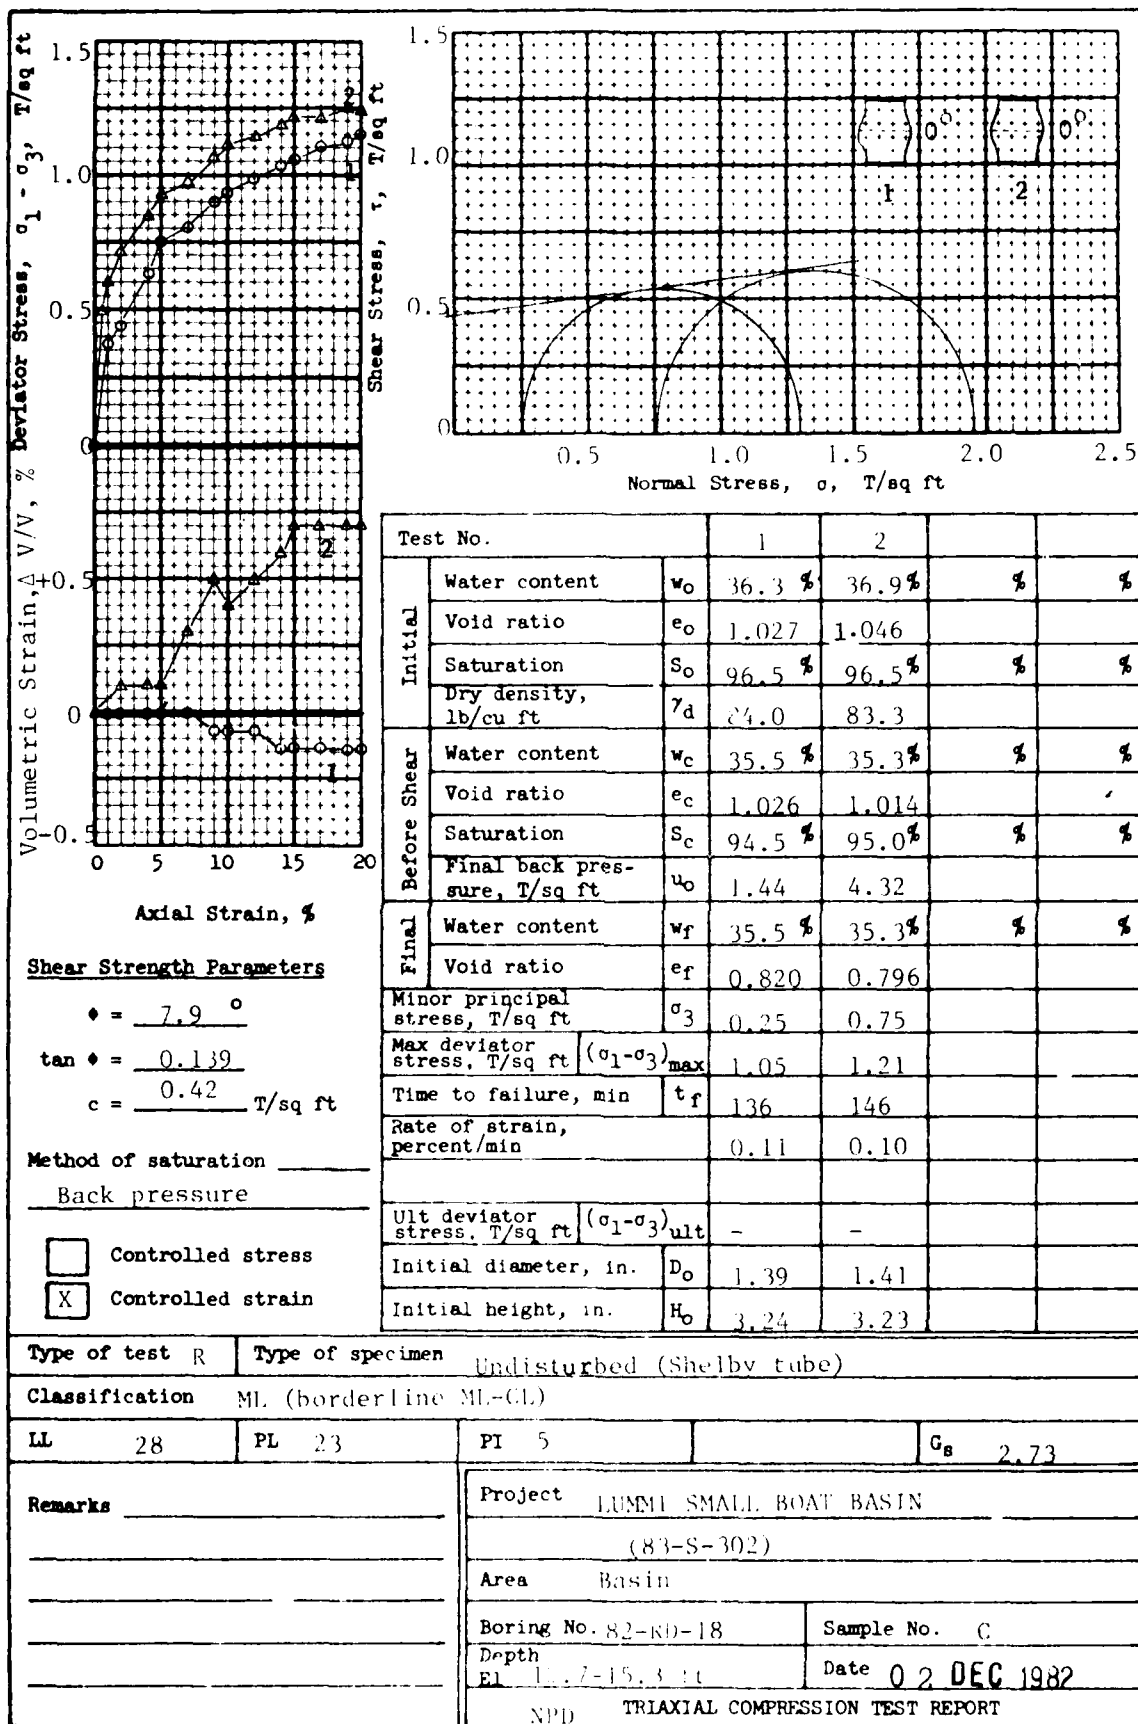 Deviator Stress, σ1 - σ3, T/sq ft
1.5
1.0
0.5
0
2
1
Volumetric Strain, Δ V/V, %
+0.5
0
-0.5
2
1
0 5 10 15 20
Axial Strain, %
Shear Stress, τ, T/sq ft
1.5
1.0
0.5
0
0° 0°
1 2
0.5 1.0 1.5 2.0 2.5
Normal Stress, σ, T/sq ft
Shear Strength Parameters
φ = 7.9 °
tan φ = 0.139
c = 0.42 T/sq ft
Method of saturation
Back pressure
Controlled stress
X Controlled strain
Test No. 1 2
Initial
Water content wo 36.3 % 36.9% % %
Void ratio eo 1.027 1.046
Saturation So 96.5 % 96.5% % %
Dry density, lb/cu ft γd 84.0 83.3
Before Shear
Water content wc 35.5 % 35.3% % %
Void ratio ec 1.026 1.014
Saturation Sc 94.5 % 95.0% % %
Final back pres-
sure, T/sq ft uo 1.44 4.32
Final
Water content wf 35.5 % 35.3% % %
Void ratio ef 0.820 0.796
Minor principal
stress, T/sq ft σ3 0.25 0.75
Max deviator
stress, T/sq ft (σ1-σ3)max 1.05 1.21
Time to failure, min tf 136 146
Rate of strain,
percent/min 0.11 0.10
Ult deviator
stress, T/sq ft (σ1-σ3)ult - -
Initial diameter, in. Do 1.39 1.41
Initial height, in. Ho 3.24 3.23
Type of test R Type of specimen Undisturbed (Shelby tube)
Classification ML (borderline ML-CL)
LL 28 PL 23 PI 5 Gs 2.73
Remarks
Project LUMMI SMALL BOAT BASIN
(83-S-302)
Area Basin
Boring No. 82-RD-18 Sample No. C
Depth
El
Date 02 DEC 1982
NPD TRIAXIAL COMPRESSION TEST REPORT